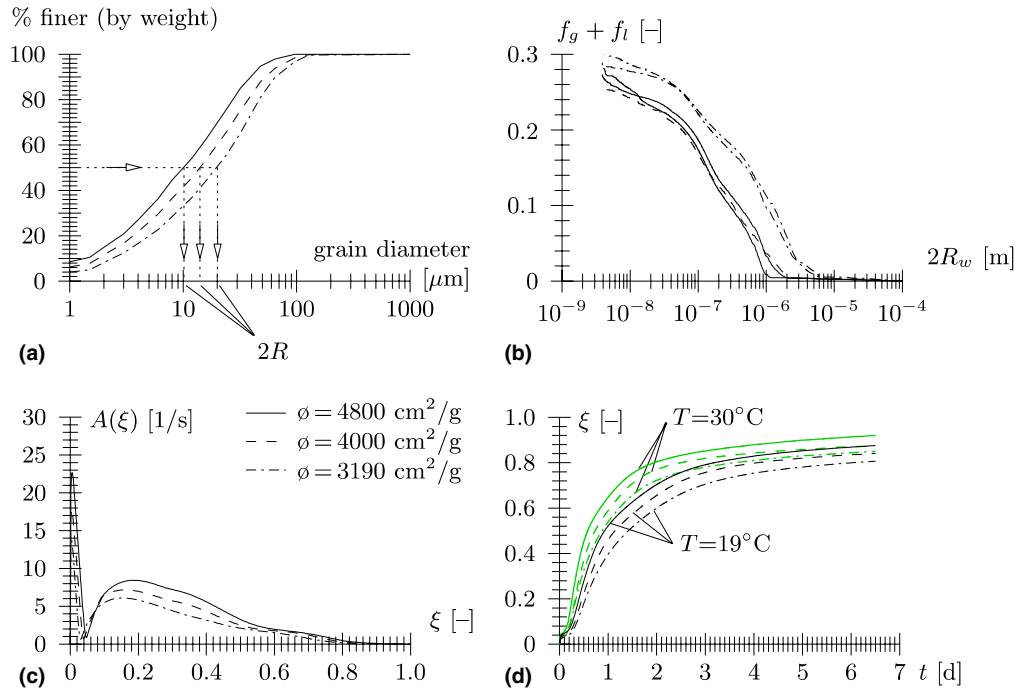 % finer (by weight)
100
80
60
40
20
0
1 10 100 1000
grain diameter
[μm]
2R
(a)
f_g + f_l [–]
0.3
0.2
0.1
0
10^−9 10^−8 10^−7 10^−6 10^−5 10^−4
2R_w [m]
(b)
A(ξ) [1/s]
30
25
20
15
10
5
0
0 0.2 0.4 0.6 0.8 1.0
ξ [–]
ø = 4800 cm²/g
ø = 4000 cm²/g
ø = 3190 cm²/g
(c)
ξ [–]
1.0
0.8
0.6
0.4
0.2
0
0 1 2 3 4 5 6 7
t [d]
T=30°C
T=19°C
(d)